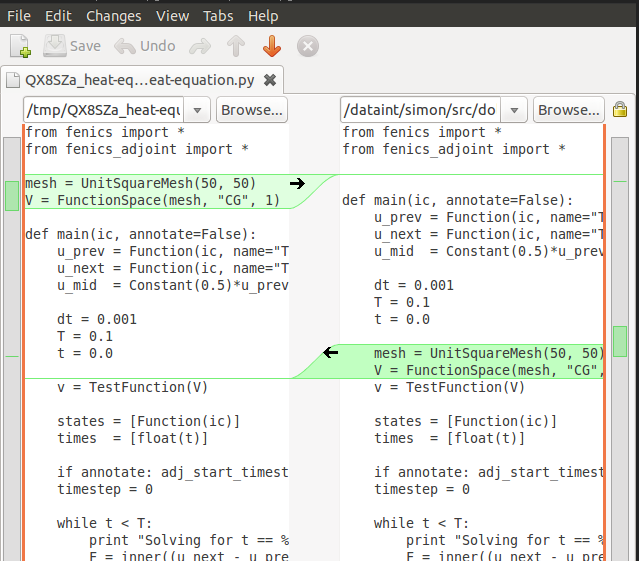 File Edit Changes View Tabs Help
Save Undo
QX8SZa_heat-eq...eat-equation.py
/tmp/QX8SZa_heat-equ Browse...
from fenics import *
from fenics_adjoint import *
mesh = UnitSquareMesh(50, 50)
V = FunctionSpace(mesh, "CG", 1)
def main(ic, annotate=False):
u_prev = Function(ic, name="T
u_next = Function(ic, name="T
u_mid  = Constant(0.5)*u_prev
dt = 0.001
T = 0.1
t = 0.0
v = TestFunction(V)
states = [Function(ic)]
times  = [float(t)]
if annotate: adj_start_timest
timestep = 0
while t < T:
print "Solving for t == %
F = inner((u_next - u_pre
/dataint/simon/src/do Browse...
from fenics import *
from fenics_adjoint import *
def main(ic, annotate=False):
u_prev = Function(ic, name="T
u_next = Function(ic, name="T
u_mid  = Constant(0.5)*u_prev
dt = 0.001
T = 0.1
t = 0.0
mesh = UnitSquareMesh(50, 50)
V = FunctionSpace(mesh, "CG",
v = TestFunction(V)
states = [Function(ic)]
times  = [float(t)]
if annotate: adj_start_timest
timestep = 0
while t < T:
print "Solving for t == %
F = inner((u_next - u_pre